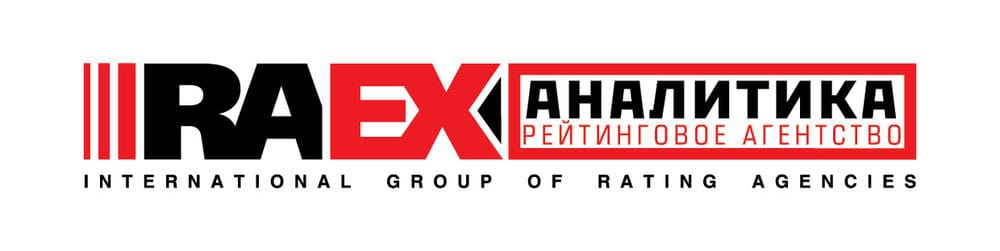 RAEX
АНАЛИТИКА
РЕЙТИНГОВОЕ АГЕНТСТВО
INTERNATIONAL GROUP OF RATING AGENCIES